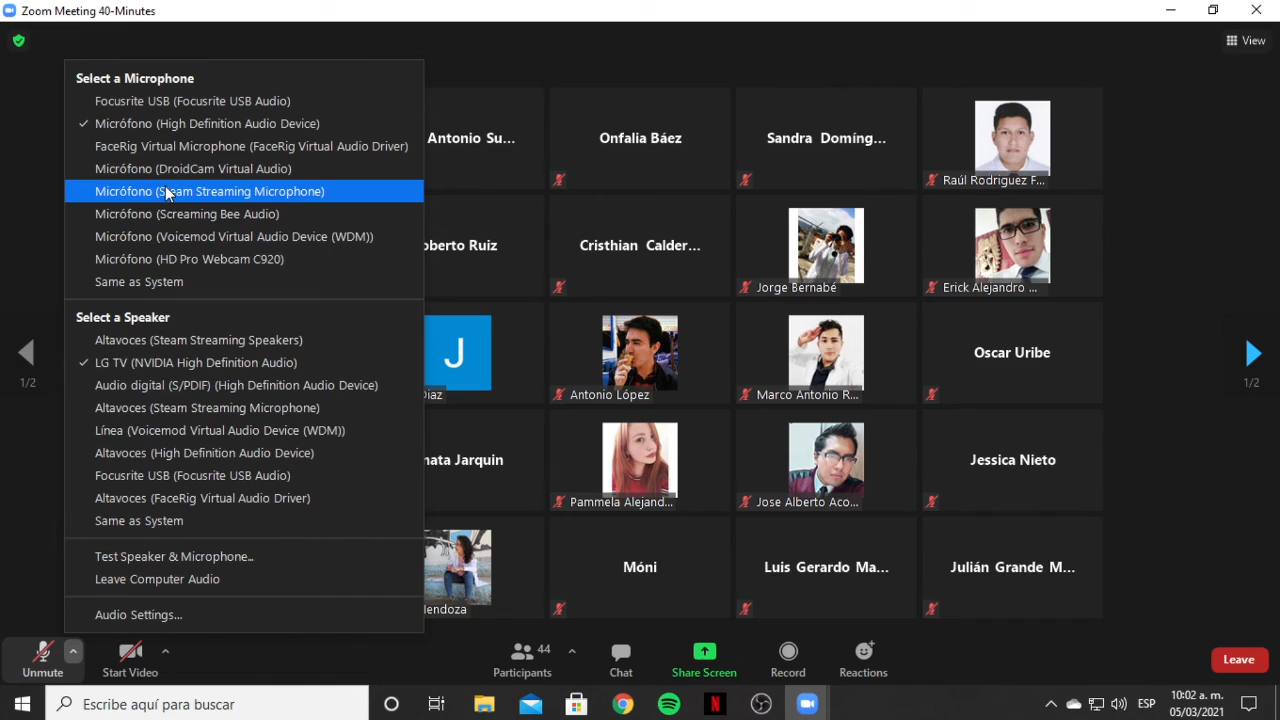 Zoom Meeting 40-Minutes
View
Select a Microphone
Focusrite USB (Focusrite USB Audio)
Micrófono (High Definition Audio Device)
FaceRig Virtual Microphone (FaceRig Virtual Audio Driver)
Micrófono (DroidCam Virtual Audio)
Micrófono (Steam Streaming Microphone)
Micrófono (Screaming Bee Audio)
Micrófono (Voicemod Virtual Audio Device (WDM))
Micrófono (HD Pro Webcam C920)
Same as System
Select a Speaker
Altavoces (Steam Streaming Speakers)
LG TV (NVIDIA High Definition Audio)
Audio digital (S/PDIF) (High Definition Audio Device)
Altavoces (Steam Streaming Microphone)
Línea (Voicemod Virtual Audio Device (WDM))
Altavoces (High Definition Audio Device)
Focusrite USB (Focusrite USB Audio)
Altavoces (FaceRig Virtual Audio Driver)
Same as System
Test Speaker & Microphone...
Leave Computer Audio
Audio Settings...
Antonio Su...
Onfalia Báez
Sandra Doming...
Raúl Rodriguez F...
oberto Ruiz
Cristhian Calder...
Jorge Bernabé
Erick Alejandro ...
J
Diaz
Antonio López
Marco Antonio R...
Oscar Uribe
nata Jarquin
Pammela Alejand...
Jose Alberto Aco...
Jessica Nieto
lendoza
Móni
Luis Gerardo Ma...
Julián Grande M...
1/2
1/2
Unmute
Start Video
Participants
44
Chat
Share Screen
Record
Reactions
Leave
Escribe aquí para buscar
ESP
10:02 a. m.
05/03/2021